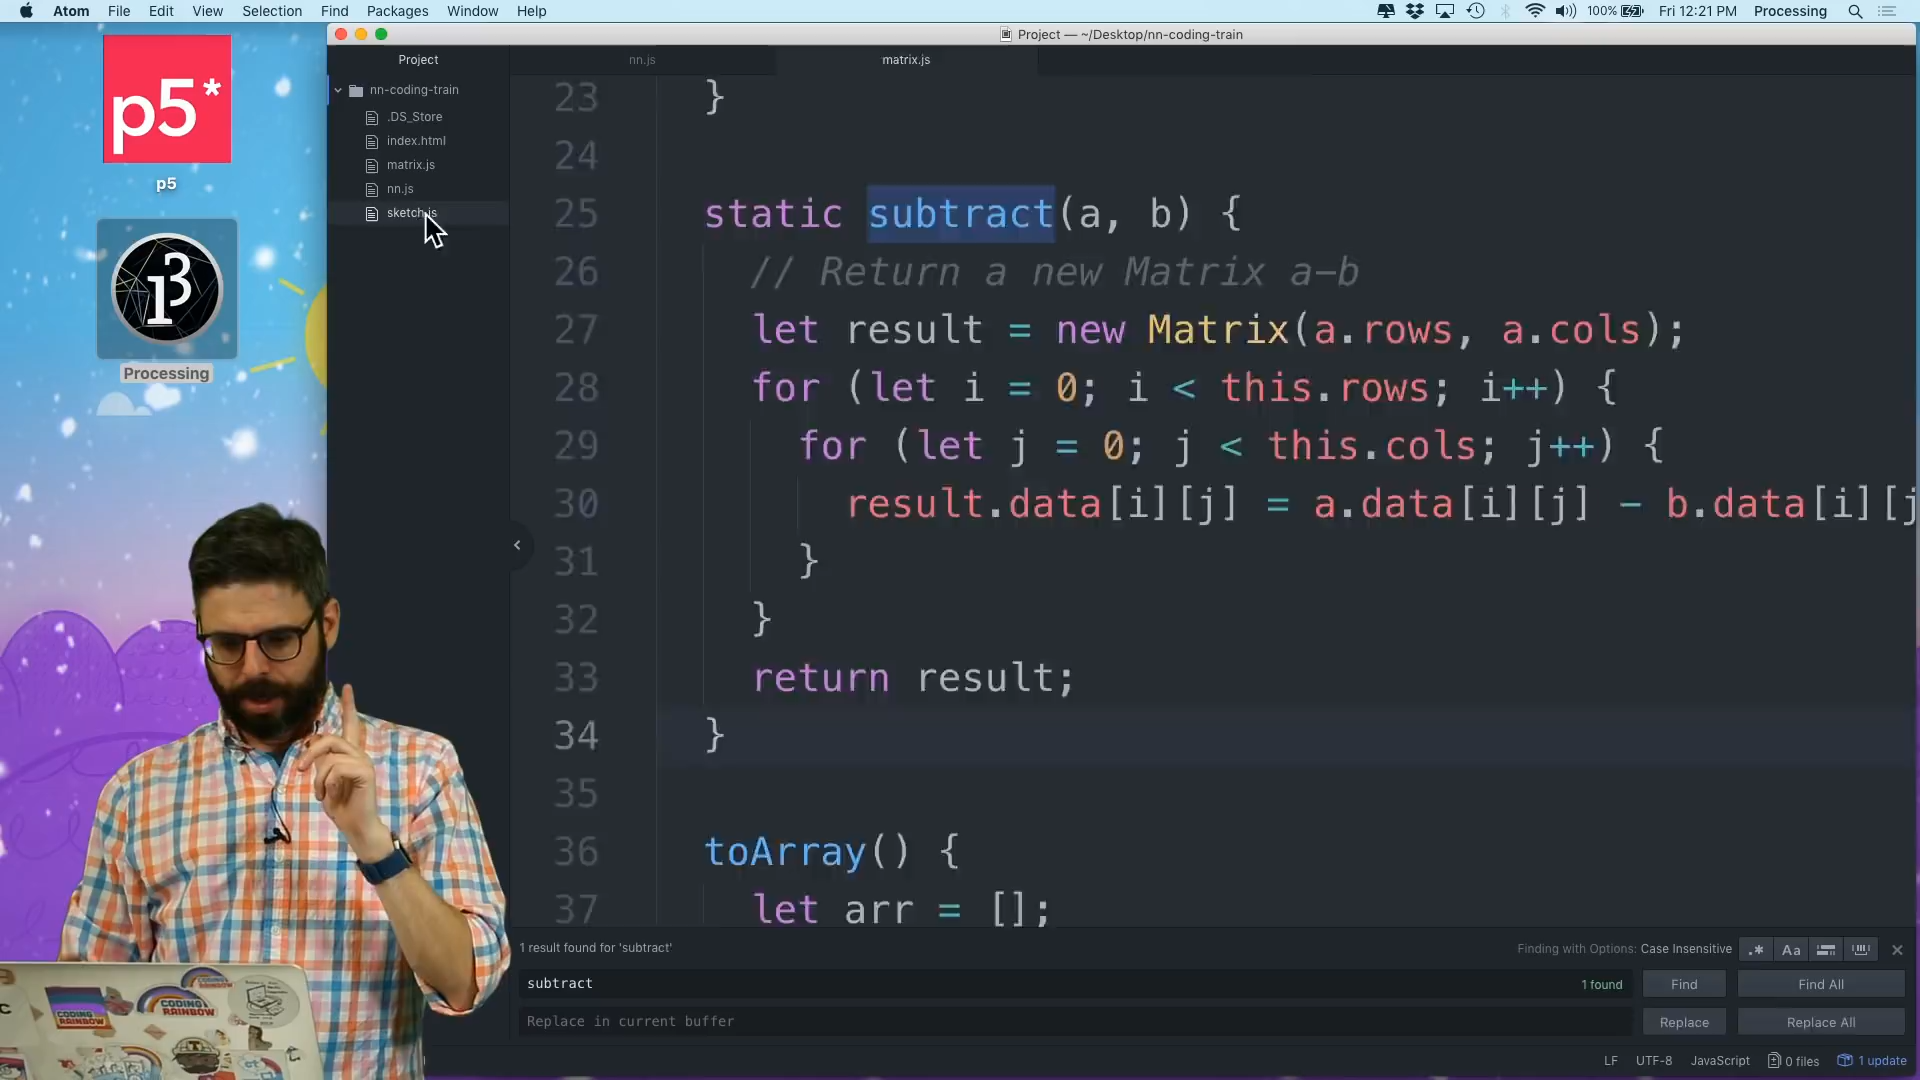 Atom File Edit View Selection Find Packages Window Help
100% Fri 12:21 PM Processing
Project — ~/Desktop/nn-coding-train
Project
nn.js
matrix.js
nn-coding-train
.DS_Store
index.html
matrix.js
nn.js
sketch.js
p5*
p5
Processing
23 }
24
25 static subtract(a, b) {
26 // Return a new Matrix a-b
27 let result = new Matrix(a.rows, a.cols);
28 for (let i = 0; i < this.rows; i++) {
29 for (let j = 0; j < this.cols; j++) {
30 result.data[i][j] = a.data[i][j] - b.data[i][j
31 }
32 }
33 return result;
34 }
35
36 toArray() {
37 let arr = [];
1 result found for 'subtract'
Finding with Options: Case Insensitive
.* Aa
subtract
1 found
Find
Find All
Replace in current buffer
Replace
Replace All
LF UTF-8 JavaScript 0 files 1 update
CODING RAINBOW
CODING RAINBOW